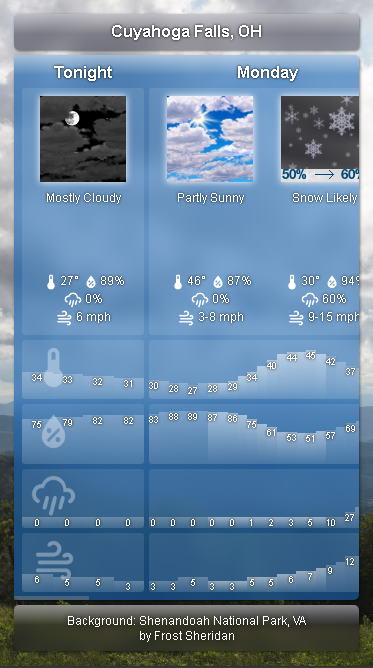 Cuyahoga Falls, OH
Tonight
Monday
50% → 60%
Mostly Cloudy
Partly Sunny
Snow Likely
27° 89%
46° 87%
30° 94%
0%
0%
60%
6 mph
3-8 mph
9-15 mph
34 33 32 31 30 28 27 28 29 34 40 44 45 42 37
75 79 82 82 83 88 89 87 86 75 61 53 51 57 69
0 0 0 0 0 0 0 0 0 1 2 3 5 10 27
6 5 5 3 3 3 5 3 3 5 5 6 7 9 12
Background: Shenandoah National Park, VA
by Frost Sheridan